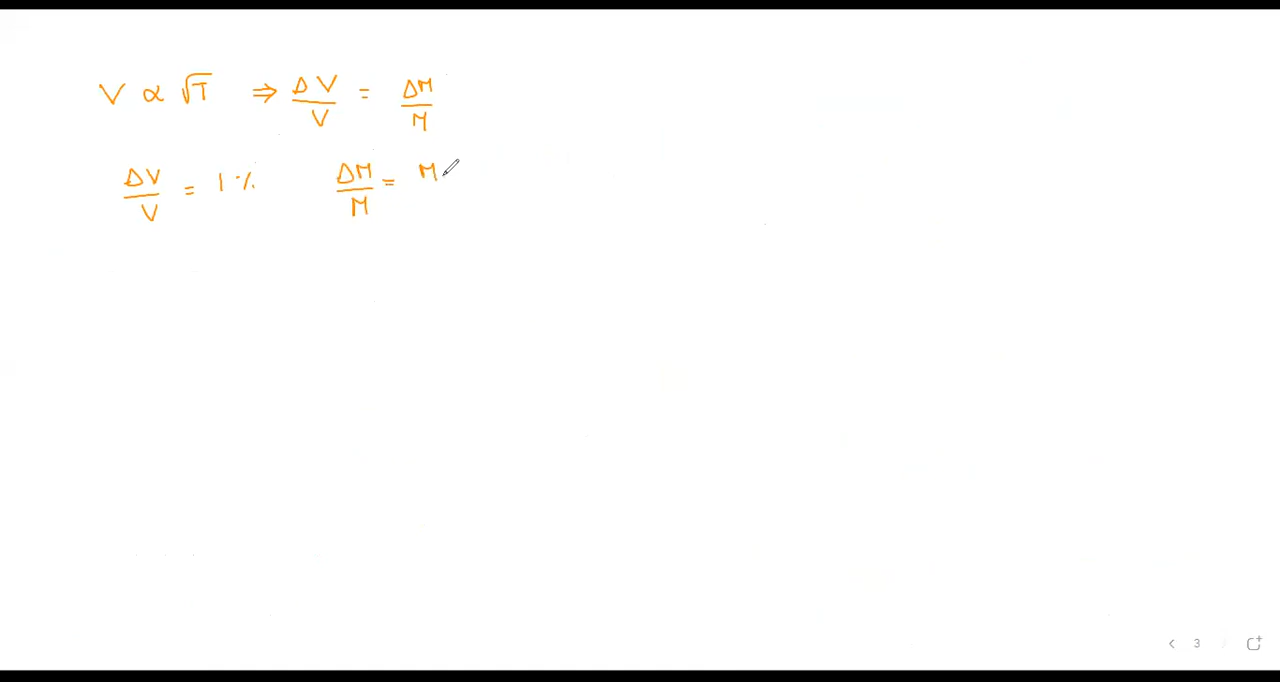 V ∝ √T ⇒ ΔV/V = ΔM/M
ΔV/V = 1% ΔM/M = M
3